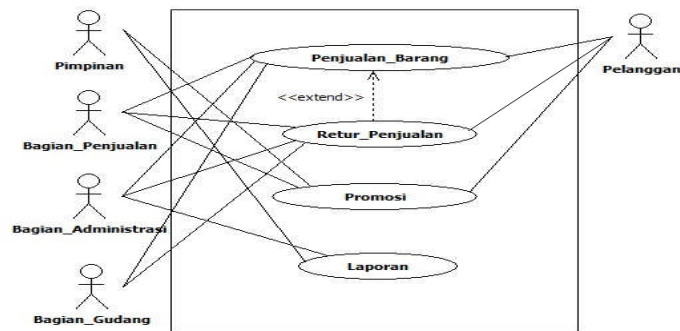 Pimpinan
Bagian_Penjualan
Bagian_Administrasi
Bagian_Gudang
Penjualan_Barang
<<extend>>
Retur_Penjualan
Promosi
Laporan
Pelanggan